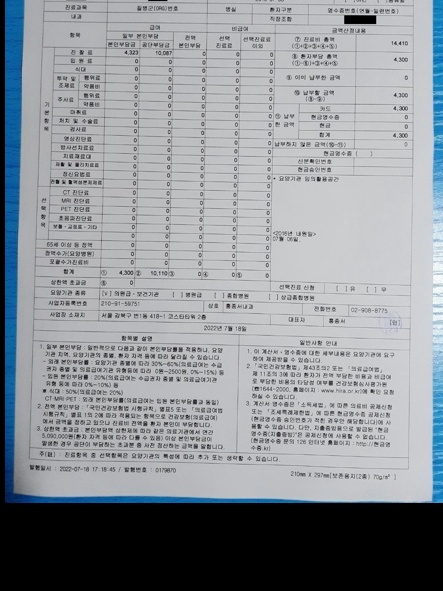 진료과목 질병군(DRG)번호 병실 환자구분 영수증번호(연월-일련번호)
내과 직장조합
항목 급여 비급여 금액산정내용
일부 본인부담 전액 본인부담 선택 진료료 선택 진료료 이외
본인부담금 공단부담금
⑦ 진료비 총액 (①+②+③+④+⑤) 14,410
진 찰 료 4,323 10,087 0 0 0
입 원 료 0 0 0 0 0
⑧ 환자부담 총액 4,300
식대 0 0 0 0 0
⑨ 이미 납부한 금액 0
투약 및 조제료 행위료 0 0 0 0 0
약품비 0 0 0 0 0
주사료 행위료 0 0 0 0 0
약품비 0 0 0 0 0
⑩ 납부할 금액 (⑧-⑨) 4,300
마취료 0 0 0 0 0
처치 및 수술료 0 0 0 0 0
검사료 0 0 0 0 0
⑪ 납부한 금액 카드 4,300
현금영수증 0
현금 0
합계 4,300
영상진단료 0 0 0 0 0
방사선치료료 0 0 0 0 0
납부하지 않은 금액(⑩-⑪) 0
치료재료대 0 0 0 0 0
현금영수증 ( )
신분확인번호
재활 및 물리치료료 0 0 0 0 0
현금승인번호
정신요법료 0 0 0 0 0
* 요양기관 임의활용공간
전혈 및 혈액성분제제료 0 0 0 0 0
기본항목
선택항목
CT 진단료 0 0 0 0 0
MRI 진단료 0 0 0 0 0
PET 진단료 0 0 0 0 0
초음파진단료 0 0 0 0 0
보철ㆍ교정료ㆍ기타 0 0 0 0 0
07월 06일.
65세 이상 등 정액 0 0
정액수가(요양병원) 0 0
포괄수가진료비 0 0
합계 ① 4,300 ② 10,110 ③ 0 ④ 0 ⑤ 0
상한액 초과금 ⑥ 0 선택진료 신청 [ ] 유 [ ] 무
요양기관 종류 [V] 의원급ㆍ보건기관 [ ] 병원급 [ ] 종합병원 [ ] 상급종합병원
사업자등록번호 210-91-59751 상호 홍종서내과 전화번호 02-908-8775
사업장 소재지 서울 강북구 번1동 418-1 코스타타워 2층 대표자 홍종서 [인]
2022년 7월 18일
항목별 설명
1. 일부 본인부담 : 일반적으로 다음과 같이 본인부담률을 적용하나, 요양
기관 지역, 요양기관의 종별, 환자 자격 등에 따라 달라질 수 있습니다.
- 외래 본인부담률 : 요양기관 종별에 따라 30%~60%(의료급여는 수급
권자 종별 및 의료급여기관 유형등에 따라 0원~2500원, 0%~15%) 등
- 입원 본인부담률 : 20%(의료급여는 수급권자 종별 및 의료급여기관
유형 등에 따라 0%~10%) 등
※ 식대 : 50%(의료급여는 20%)
CTㆍMRIㆍPET : 외래 본인부담률(의료급여는 입원 본인부담률과 동일)
2. 전액 본인부담 : 「국민건강보험법 시행규칙」 별표5 또는 「의료급여법
시행규칙」 별표 1의 2에 따라 적용되는 항목으로 건강보험(의료급여)
에서 금액을 정하고 있으나 진료비 전액을 환자 본인이 부담합니다.
3. 상한액 초과금 : 본인부담액 상한제에 따라 같은 의료기관에서 연간
5,090,000원(환자 자격 등에 따라 다를 수 있음) 이상 본인부담금이
발생한 경우 공단이 부담하는 초과분 중 사전 정산하는 금액을 말합니다.
일반사항 안내
1. 이 계산서ㆍ영수증에 대한 세부내용은 요양기관에 요구
하여 제공받을 수 있습니다.
2. 「국민건강보험법」 제43조의2 또는 「의료급여법」
제11조의3에 따라 환자가 전액 부담한 비용과 비급여
로 부담한 비용의 타당성 여부를 건강보험심사평가원
(☎1644-2000, 홈페이지 www.hira.or.kr)에 확인 요청
하실 수 있습니다.
3. 계산서 영수증은 「소득세법」에 따른 의료비 공제신청
또는 「조세특례제한법」에 따른 현금영수증 공제신청
(현금영수증 승인번호가 적힌 경우만 해당합니다)에 사
용할 수 있습니다. 다만, 지출증빙용으로 발급된 「현금
영수증(지출증빙)」은 공제신청에 사용할 수 없습니다.
(현금영수증 문의 126 인터넷 홈페이지 : http://현금영
수증.kr)
주(註) : 진료항목 중 선택항목은 요양기관의 특성에 따라 추가 또는 생략할 수 있습니다.
발행일시 : 2022-07-18 17:18:45 / 발행번호 : 0179870
210mm X 297mm[보존용지(2종) 70g/m²]